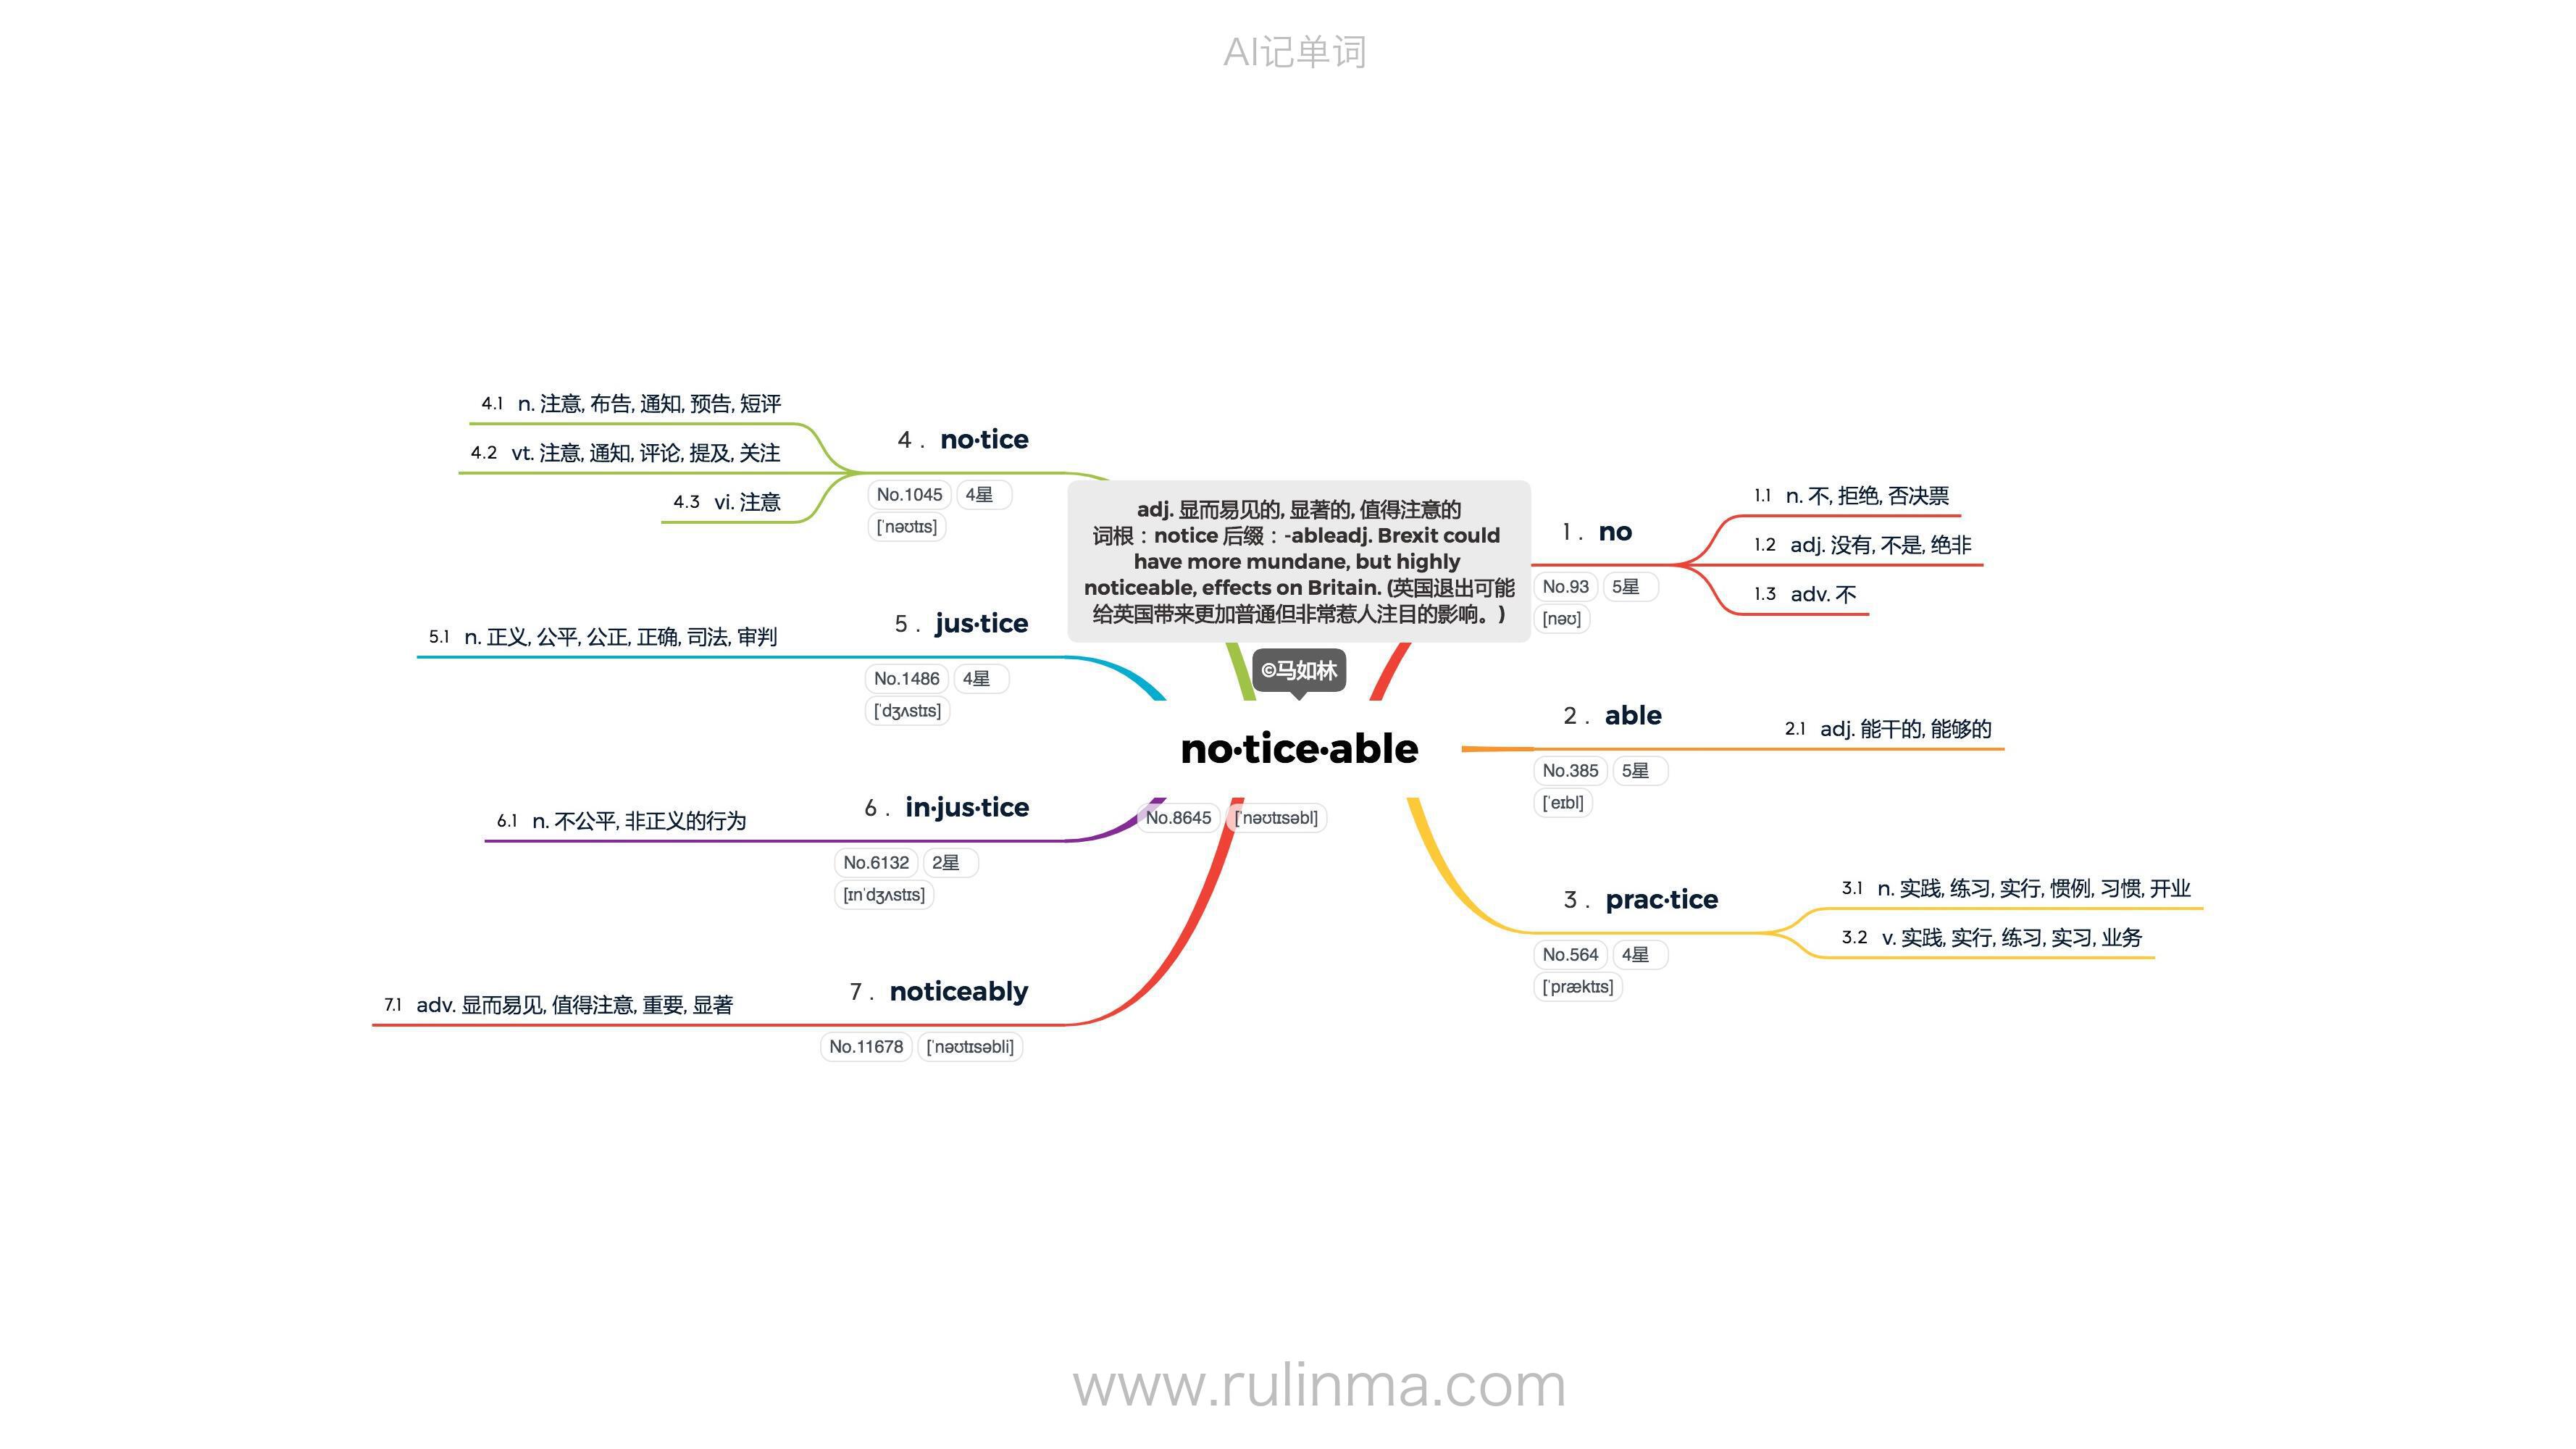 AI记单词
adj. 显而易见的, 显著的, 值得注意的
词根：notice 后缀：-ableadj. Brexit could
have more mundane, but highly
noticeable, effects on Britain. (英国退出可能
给英国带来更加普通但非常惹人注目的影响。)
©马如林
no·tice·able
No.8645 [ˈnəʊtɪsəbl]
1 . no
No.93 5星
[nəʊ]
1.1 n. 不, 拒绝, 否决票
1.2 adj. 没有, 不是, 绝非
1.3 adv. 不
2 . able
No.385 5星
[ˈeɪbl]
2.1 adj. 能干的, 能够的
3 . prac·tice
No.564 4星
[ˈpræktɪs]
3.1 n. 实践, 练习, 实行, 惯例, 习惯, 开业
3.2 v. 实践, 实行, 练习, 实习, 业务
4 . no·tice
No.1045 4星
[ˈnəʊtɪs]
4.1 n. 注意, 布告, 通知, 预告, 短评
4.2 vt. 注意, 通知, 评论, 提及, 关注
4.3 vi. 注意
5 . jus·tice
No.1486 4星
[ˈdʒʌstɪs]
5.1 n. 正义, 公平, 公正, 正确, 司法, 审判
6 . in·jus·tice
No.6132 2星
[ɪnˈdʒʌstɪs]
6.1 n. 不公平, 非正义的行为
7 . noticeably
No.11678 [ˈnəʊtɪsəbli]
7.1 adv. 显而易见, 值得注意, 重要, 显著
www.rulinma.com